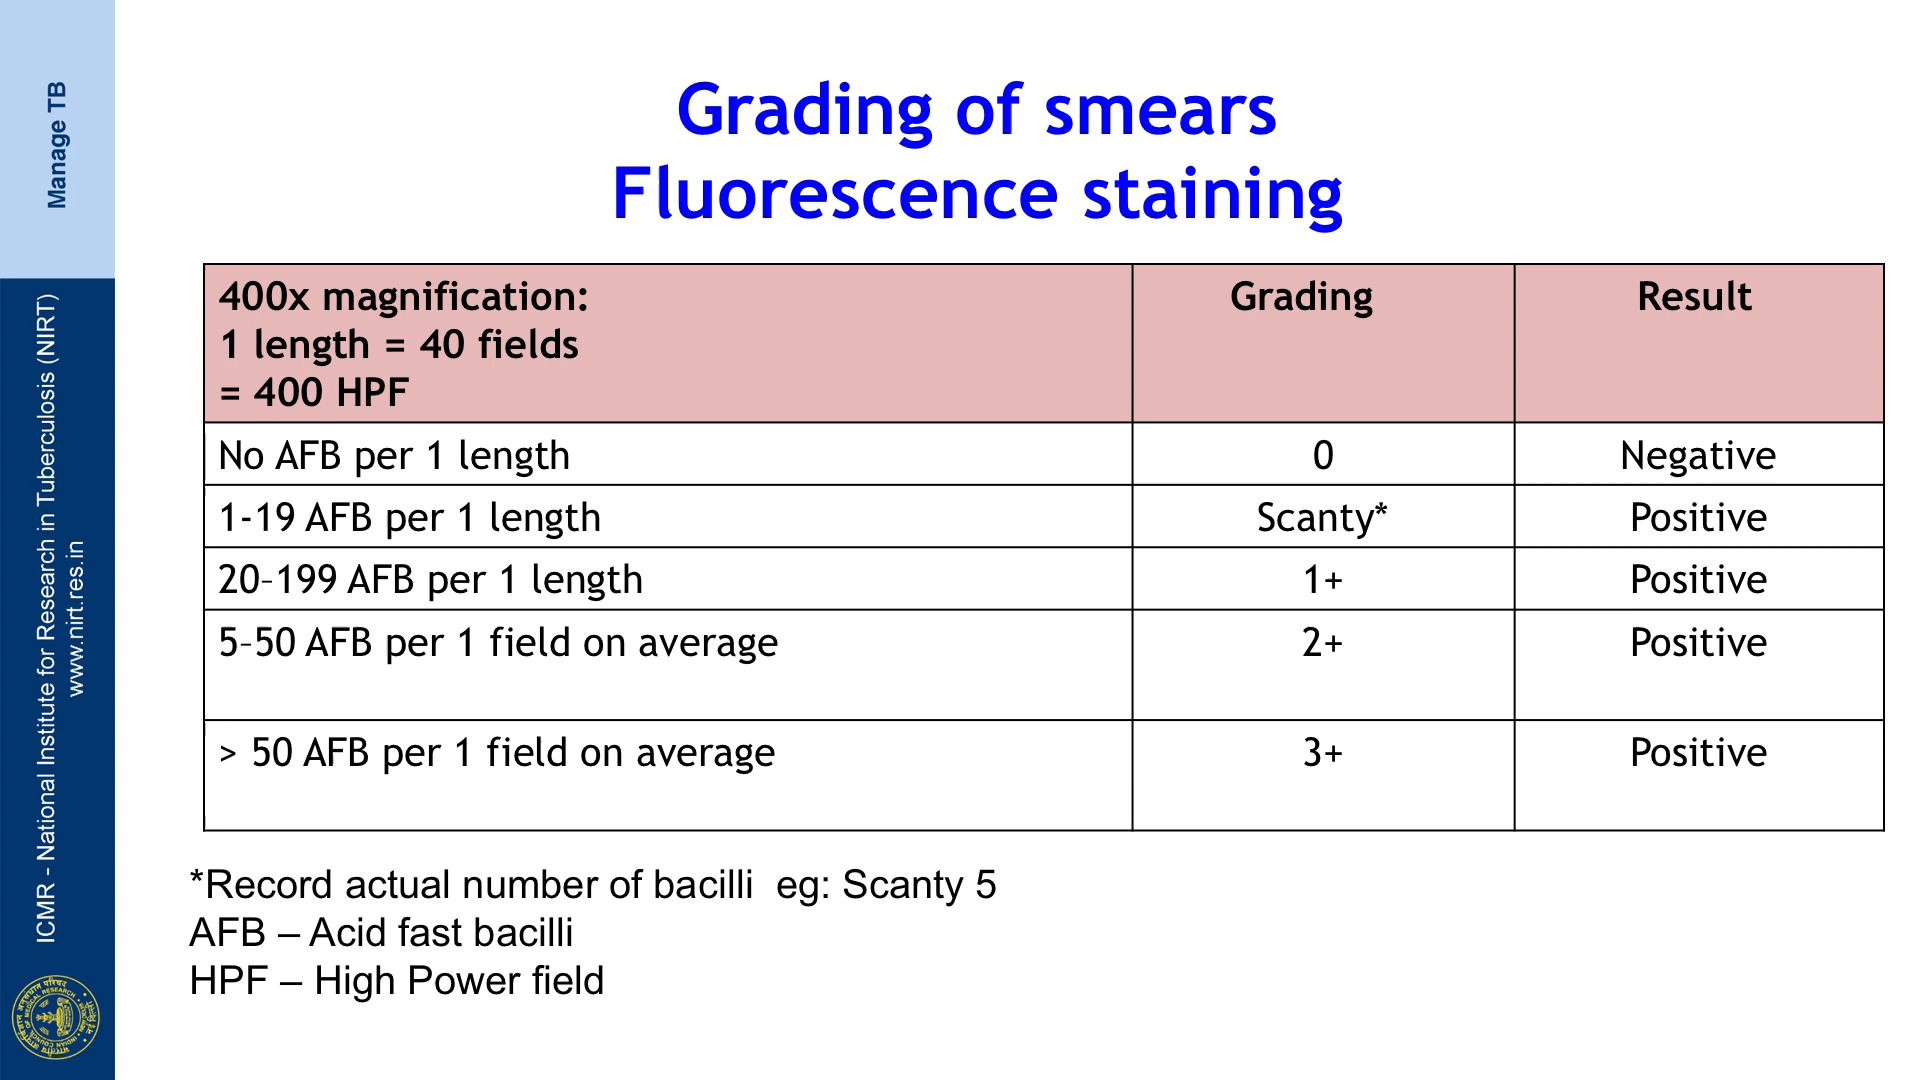 Manage TB
ICMR - National Institute for Research in Tuberculosis (NIRT)
www.nirt.res.in
Grading of smears
Fluorescence staining
400x magnification:
1 length = 40 fields
= 400 HPF
Grading
Result
No AFB per 1 length
0
Negative
1-19 AFB per 1 length
Scanty*
Positive
20–199 AFB per 1 length
1+
Positive
5–50 AFB per 1 field on average
2+
Positive
> 50 AFB per 1 field on average
3+
Positive
*Record actual number of bacilli  eg: Scanty 5
AFB – Acid fast bacilli
HPF – High Power field